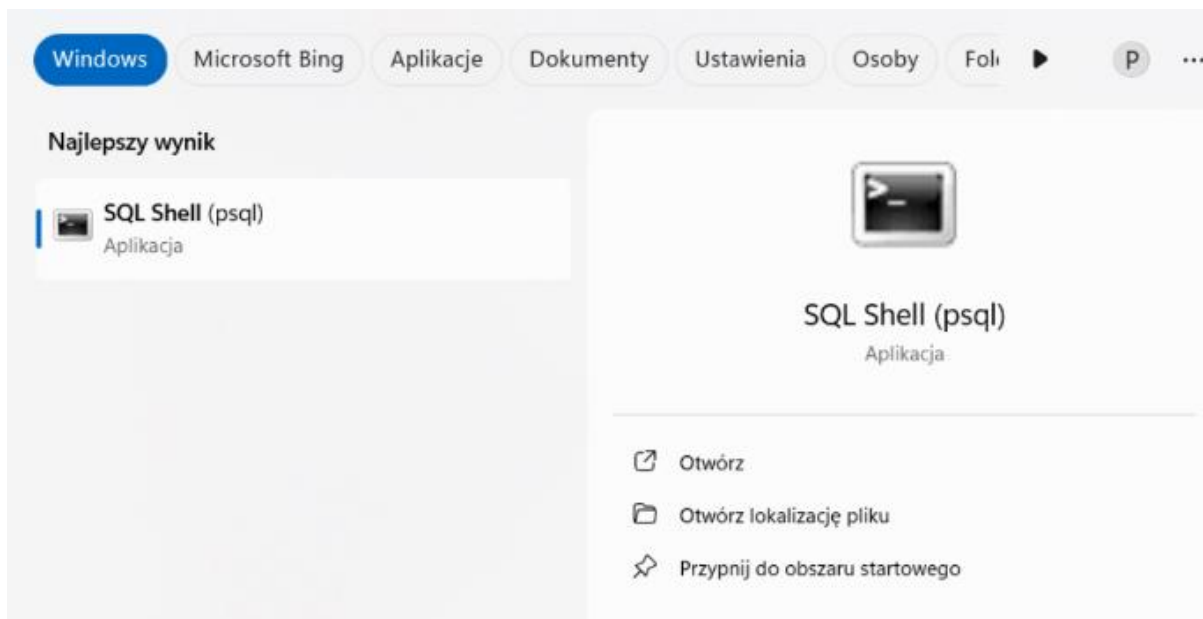 Windows Microsoft Bing Aplikacje Dokumenty Ustawienia Osoby Fol P ...
Najlepszy wynik
SQL Shell (psql)
Aplikacja
SQL Shell (psql)
Aplikacja
Otwórz
Otwórz lokalizację pliku
Przypnij do obszaru startowego